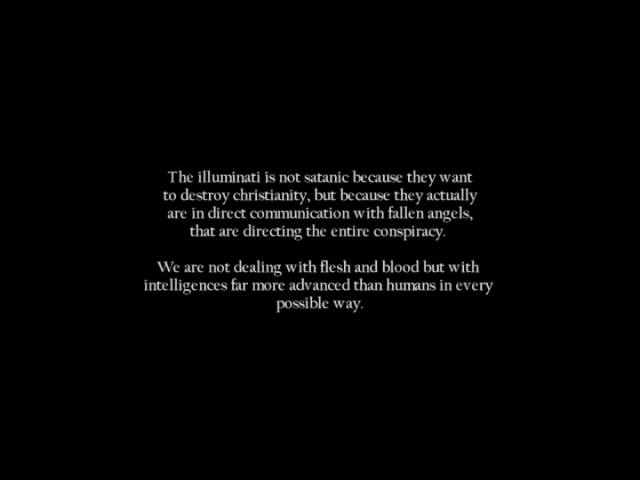 The illuminati is not satanic because they want
to destroy christianity, but because they actually
are in direct communication with fallen angels,
that are directing the entire conspiracy.
We are not dealing with flesh and blood but with
intelligences far more advanced than humans in every
possible way.